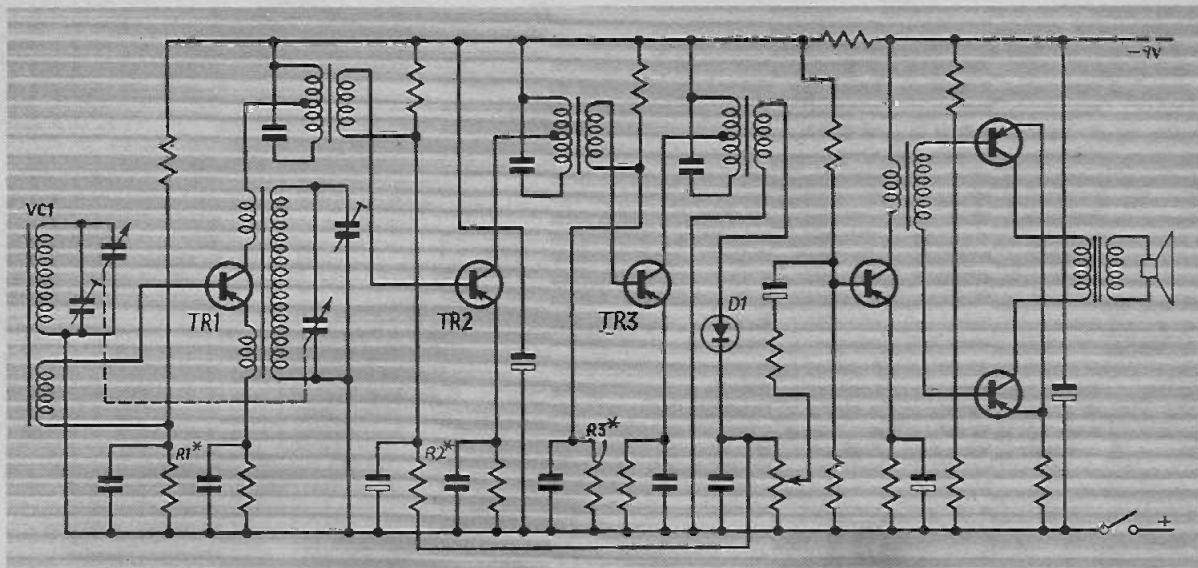 -9V
VC1
TR1
TR2
TR3
D1
R1*
R2*
R3*
+